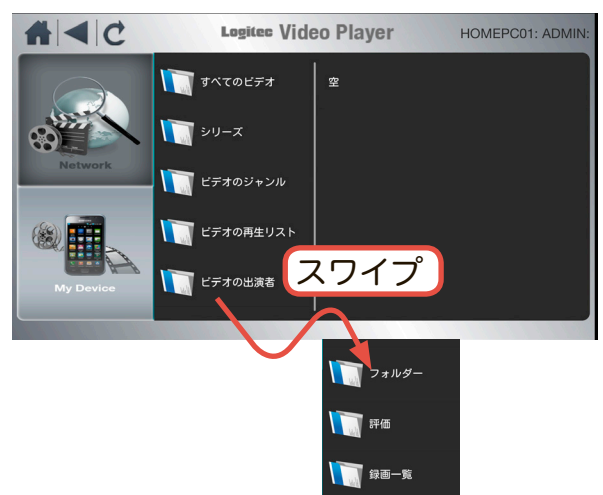 Logitec Video Player
HOMEPC01: ADMIN:
Network
My Device
すべてのビデオ
シリーズ
ビデオのジャンル
ビデオの再生リスト
ビデオの出演者
空
スワイプ
フォルダー
評価
録画一覧